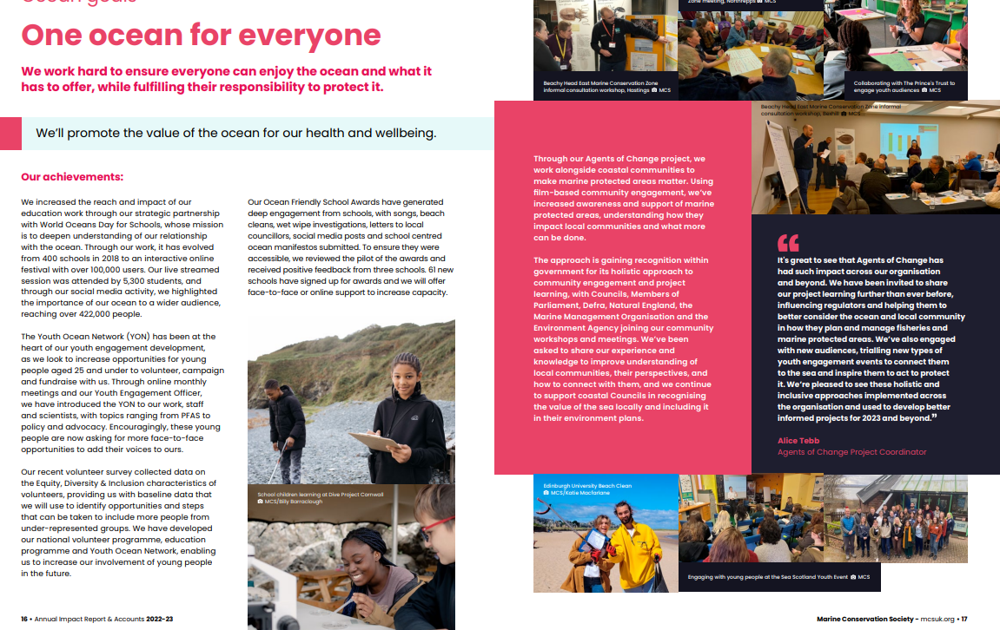 Ocean goals
One ocean for everyone
We work hard to ensure everyone can enjoy the ocean and what it
has to offer, while fulfilling their responsibility to protect it.
We’ll promote the value of the ocean for our health and wellbeing.
Our achievements:
We increased the reach and impact of our
education work through our strategic partnership
with World Oceans Day for Schools, whose mission
is to deepen understanding of our relationship
with the ocean. Through our work, it has evolved
from 400 schools in 2018 to an interactive online
festival with over 100,000 users. Our live streamed
session was attended by 5,300 students, and
through our social media activity, we highlighted
the importance of our ocean to a wider audience,
reaching over 422,000 people.
The Youth Ocean Network (YON) has been at the
heart of our youth engagement development,
as we look to increase opportunities for young
people aged 25 and under to volunteer, campaign
and fundraise with us. Through online monthly
meetings and our Youth Engagement Officer,
we have introduced the YON to our work, staff
and scientists, with topics ranging from PFAS to
policy and advocacy. Encouragingly, these young
people are now asking for more face-to-face
opportunities to add their voices to ours.
Our recent volunteer survey collected data on
the Equity, Diversity & Inclusion characteristics of
volunteers, providing us with baseline data that
we will use to identify opportunities and steps
that can be taken to include more people from
under-represented groups. We have developed
our national volunteer programme, education
programme and Youth Ocean Network, enabling
us to increase our involvement of young people
in the future.
Our Ocean Friendly School Awards have generated
deep engagement from schools, with songs, beach
cleans, wet wipe investigations, letters to local
councillors, social media posts and school centred
ocean manifestos submitted. To ensure they were
accessible, we reviewed the pilot of the awards and
received positive feedback from three schools. 61 new
schools have signed up for awards and we will offer
face-to-face or online support to increase capacity.
School children learning at Dive Project Cornwall
MCS/Billy Barraclough
16 • Annual Impact Report & Accounts 2022-23
Zone meeting, Northrepps MCS
Beachy Head East Marine Conservation Zone
informal consultation workshop, Hastings MCS
Collaborating with The Prince's Trust to
engage youth audiences MCS
Beachy Head East Marine Conservation Zone informal
consultation workshop, Bexhill MCS
Through our Agents of Change project, we
work alongside coastal communities to
make marine protected areas matter. Using
film-based community engagement, we’ve
increased awareness and support of marine
protected areas, understanding how they
impact local communities and what more
can be done.
The approach is gaining recognition within
government for its holistic approach to
community engagement and project
learning, with Councils, Members of
Parliament, Defra, Natural England, the
Marine Management Organisation and the
Environment Agency joining our community
workshops and meetings. We’ve been
asked to share our experience and
knowledge to improve understanding of
local communities, their perspectives, and
how to connect with them, and we continue
to support coastal Councils in recognising
the value of the sea locally and including it
in their environment plans.
“
It's great to see that Agents of Change has
had such impact across our organisation
and beyond. We have been invited to share
our project learning further than ever before,
influencing regulators and helping them to
better consider the ocean and local community
in how they plan and manage fisheries and
marine protected areas. We’ve also engaged
with new audiences, trialling new types of
youth engagement events to connect them
to the sea and inspire them to act to protect
it. We’re pleased to see these holistic and
inclusive approaches implemented across
the organisation and used to develop better
informed projects for 2023 and beyond.”
Alice Tebb
Agents of Change Project Coordinator
Edinburgh University Beach Clean
MCS/Katie Macfarlane
Engaging with young people at the Sea Scotland Youth Event MCS
Marine Conservation Society – mcsuk.org • 17